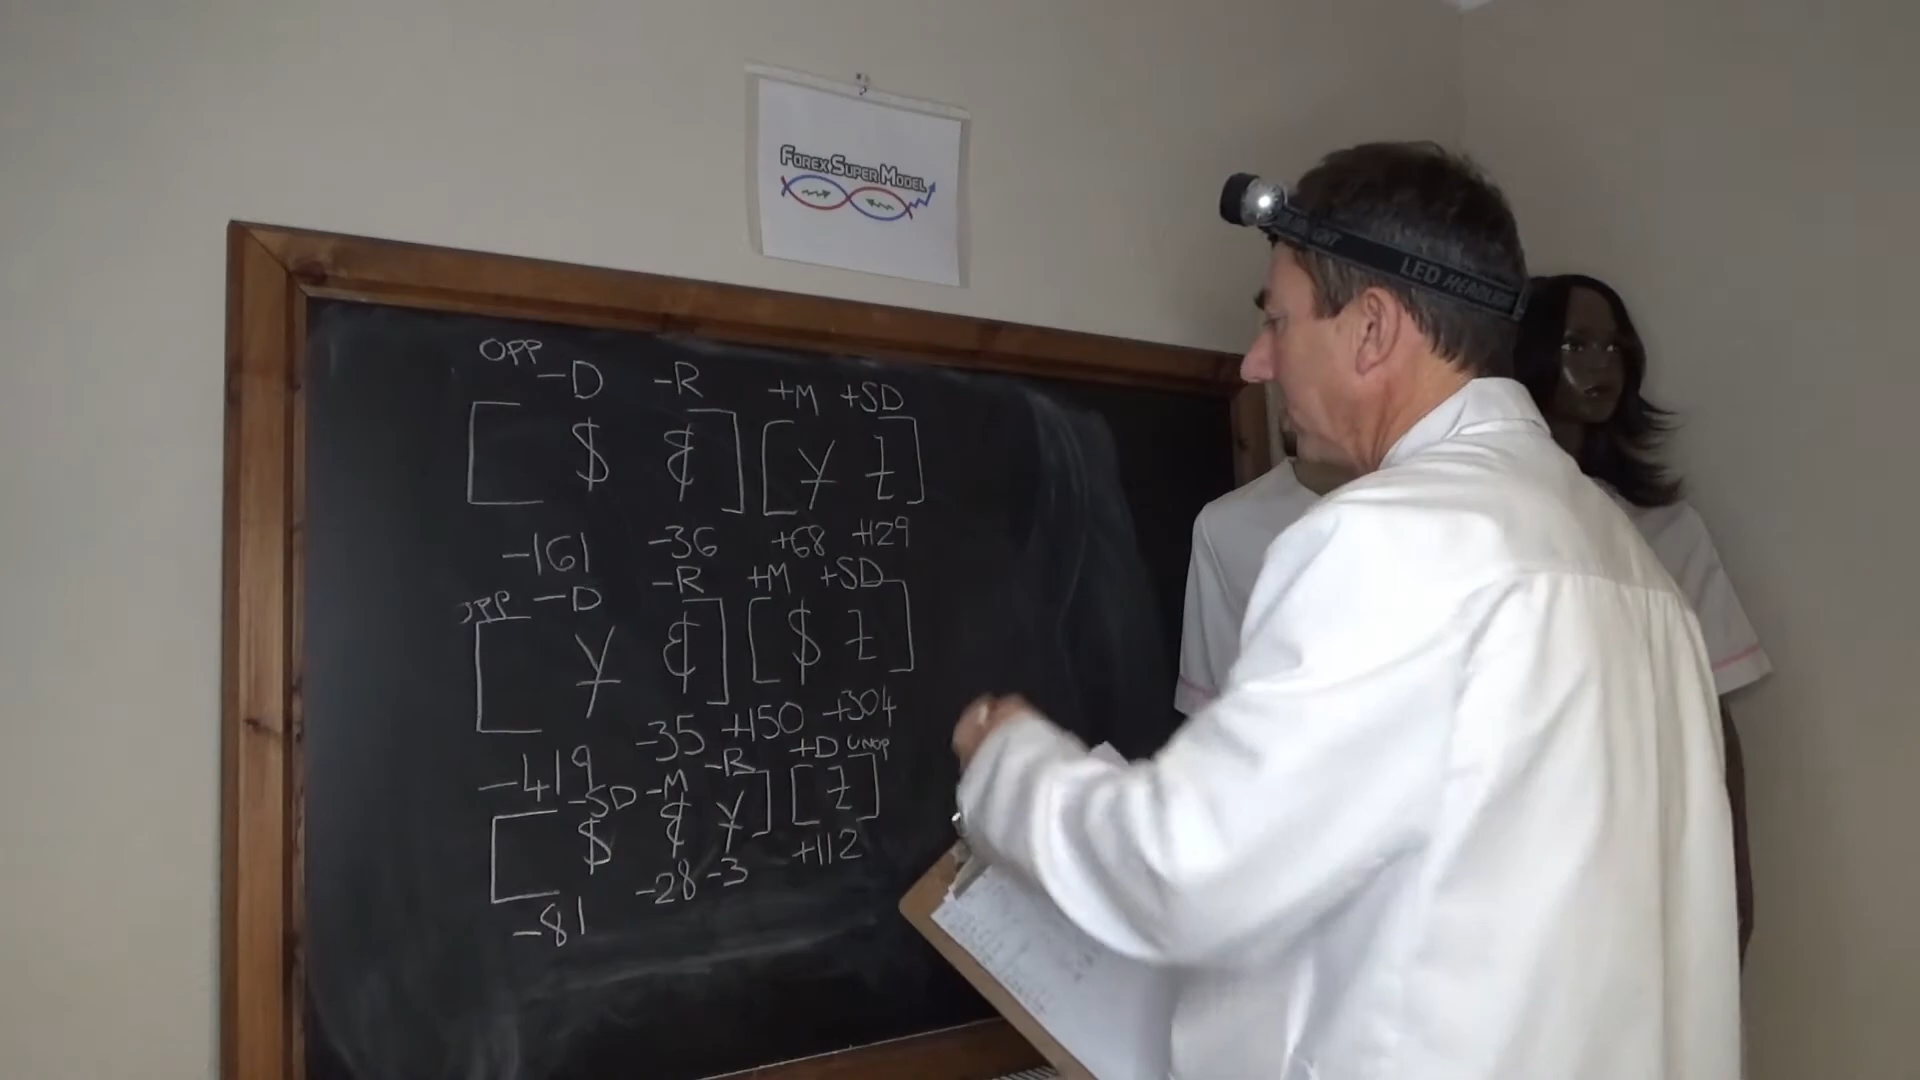 FOREX SUPER MODEL
LED HEADLIGHT
OPP -D -R +M +SD
[ $ ¢ ] [ Y Z ]
-161 -36 +68 +129
OPP -D -R +M +SD
[ Y ¢ ] [ $ Z ]
-419 -35 +150 +304
-SD -M -R +D UNOP
[ $ ¢ Y ] [ Z ]
-81 -28 -3 +112